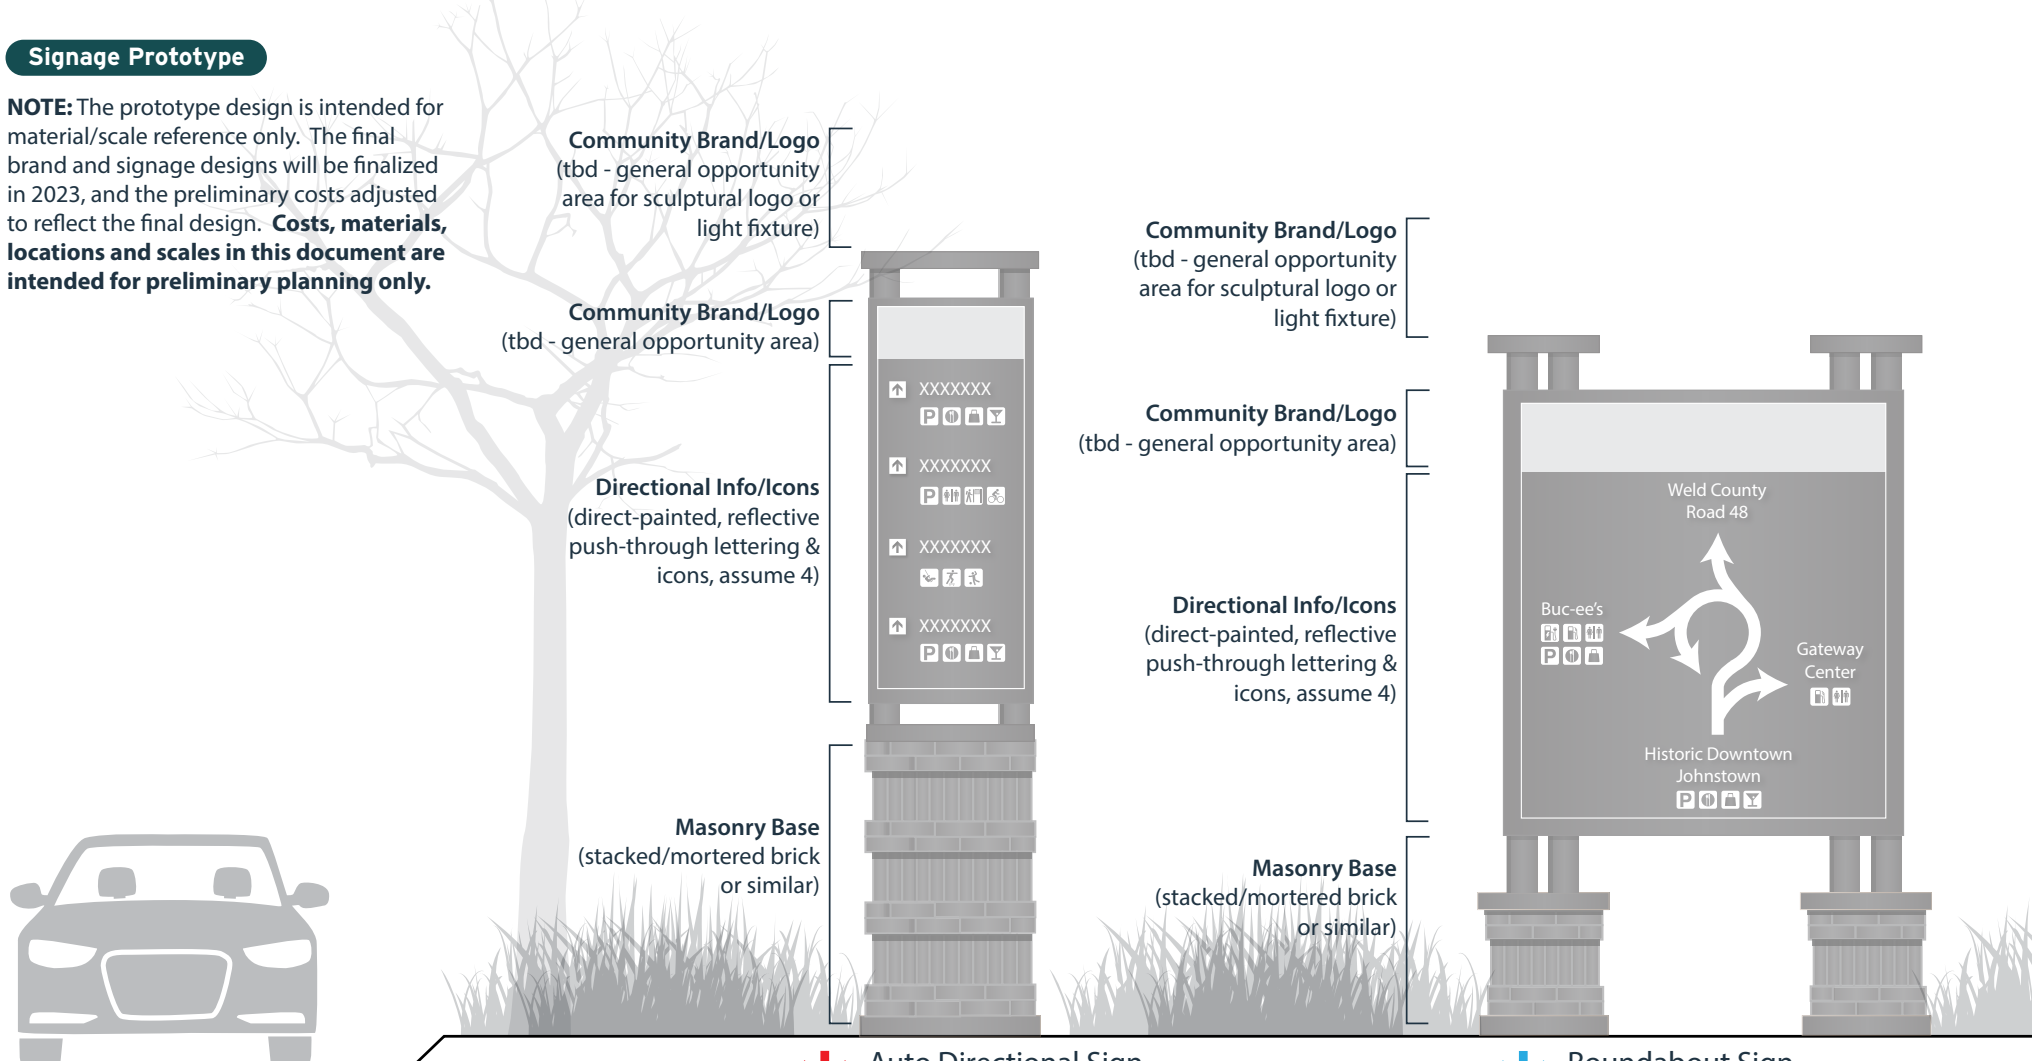 Signage Prototype
NOTE: The prototype design is intended for
material/scale reference only. The final
brand and signage designs will be finalized
in 2023, and the preliminary costs adjusted
to reflect the final design. Costs, materials,
locations and scales in this document are
intended for preliminary planning only.
Community Brand/Logo
(tbd - general opportunity
area for sculptural logo or
light fixture)
Community Brand/Logo
(tbd - general opportunity area)
Directional Info/Icons
(direct-painted, reflective
push-through lettering &
icons, assume 4)
Masonry Base
(stacked/mortered brick
or similar)
XXXXXXX
P
XXXXXXX
P
XXXXXXX
XXXXXXX
P
Community Brand/Logo
(tbd - general opportunity
area for sculptural logo or
light fixture)
Community Brand/Logo
(tbd - general opportunity area)
Directional Info/Icons
(direct-painted, reflective
push-through lettering &
icons, assume 4)
Masonry Base
(stacked/mortered brick
or similar)
Weld County
Road 48
Buc-ee's
P
Gateway
Center
Historic Downtown
Johnstown
P
Auto Directional Sign
Roundabout Sign